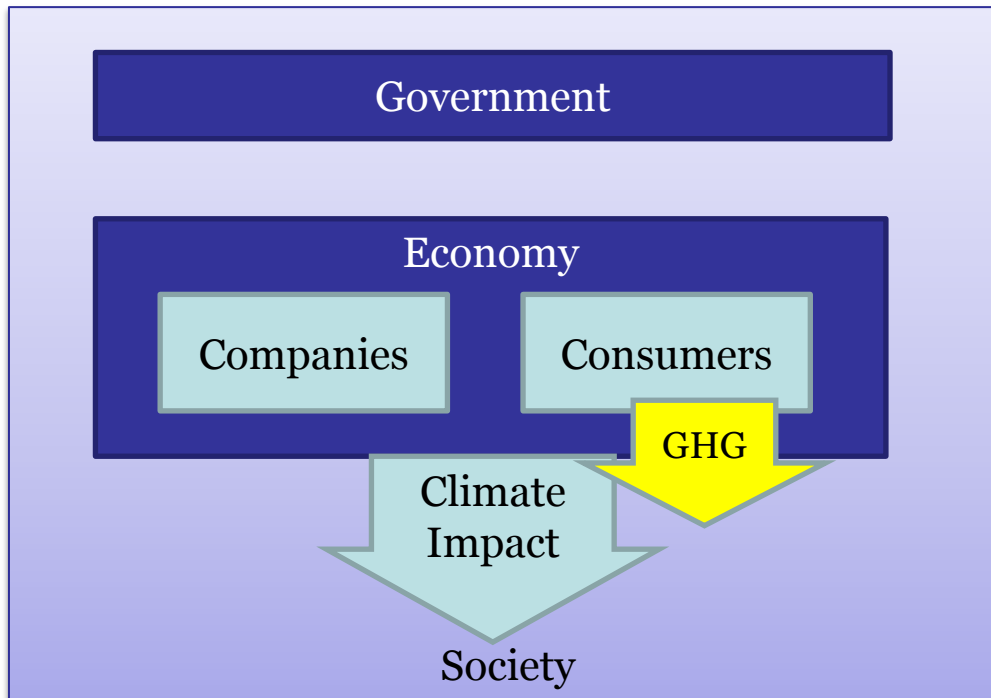 Government
Economy
Companies
Consumers
GHG
Climate
Impact
Society